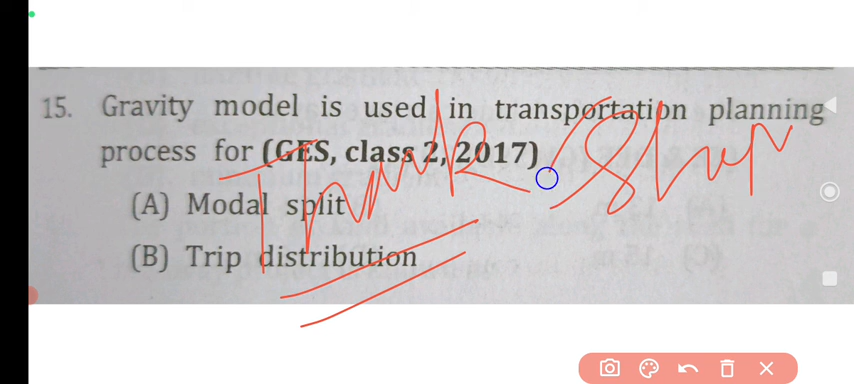 15. Gravity model is used in transportation planning
process for (GES, class 2, 2017)
(A) Modal split
(B) Trip distribution